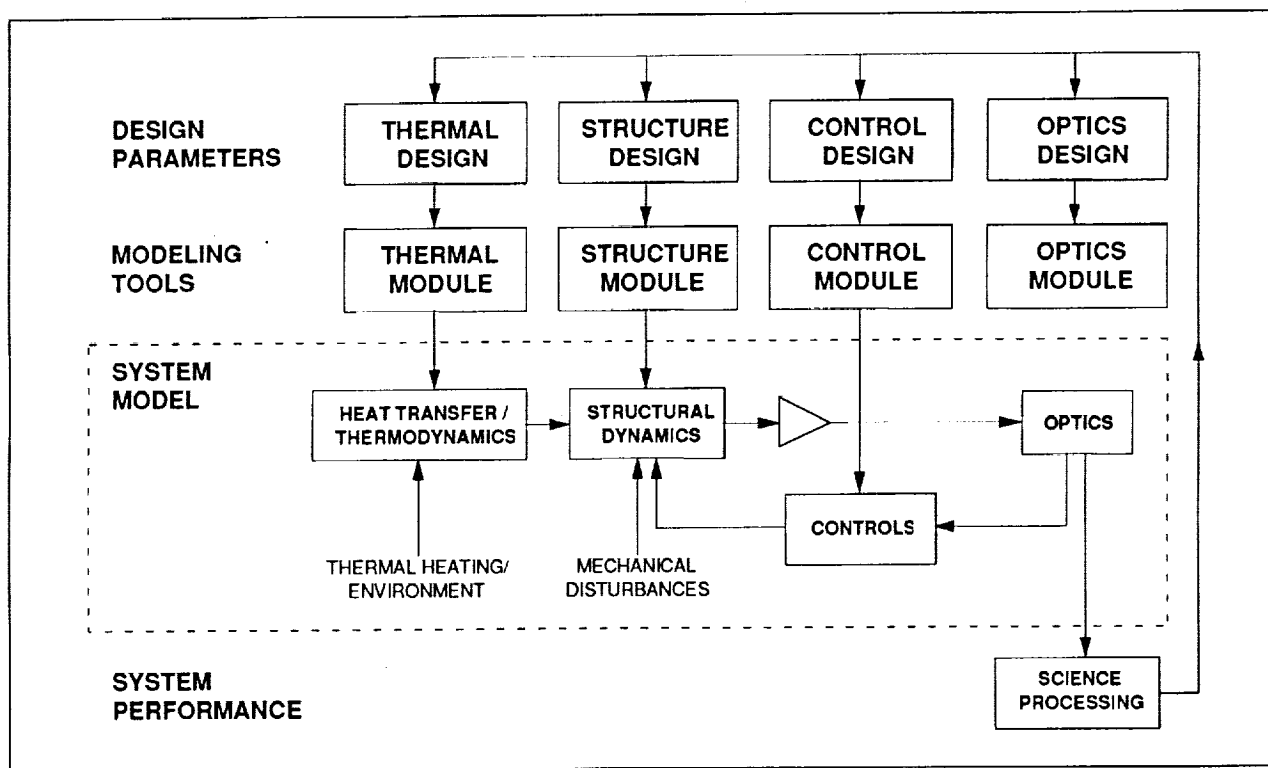 DESIGN
PARAMETERS
THERMAL
DESIGN
STRUCTURE
DESIGN
CONTROL
DESIGN
OPTICS
DESIGN
MODELING
TOOLS
THERMAL
MODULE
STRUCTURE
MODULE
CONTROL
MODULE
OPTICS
MODULE
SYSTEM
MODEL
HEAT TRANSFER /
THERMODYNAMICS
STRUCTURAL
DYNAMICS
OPTICS
CONTROLS
THERMAL HEATING/
ENVIRONMENT
MECHANICAL
DISTURBANCES
SYSTEM
PERFORMANCE
SCIENCE
PROCESSING